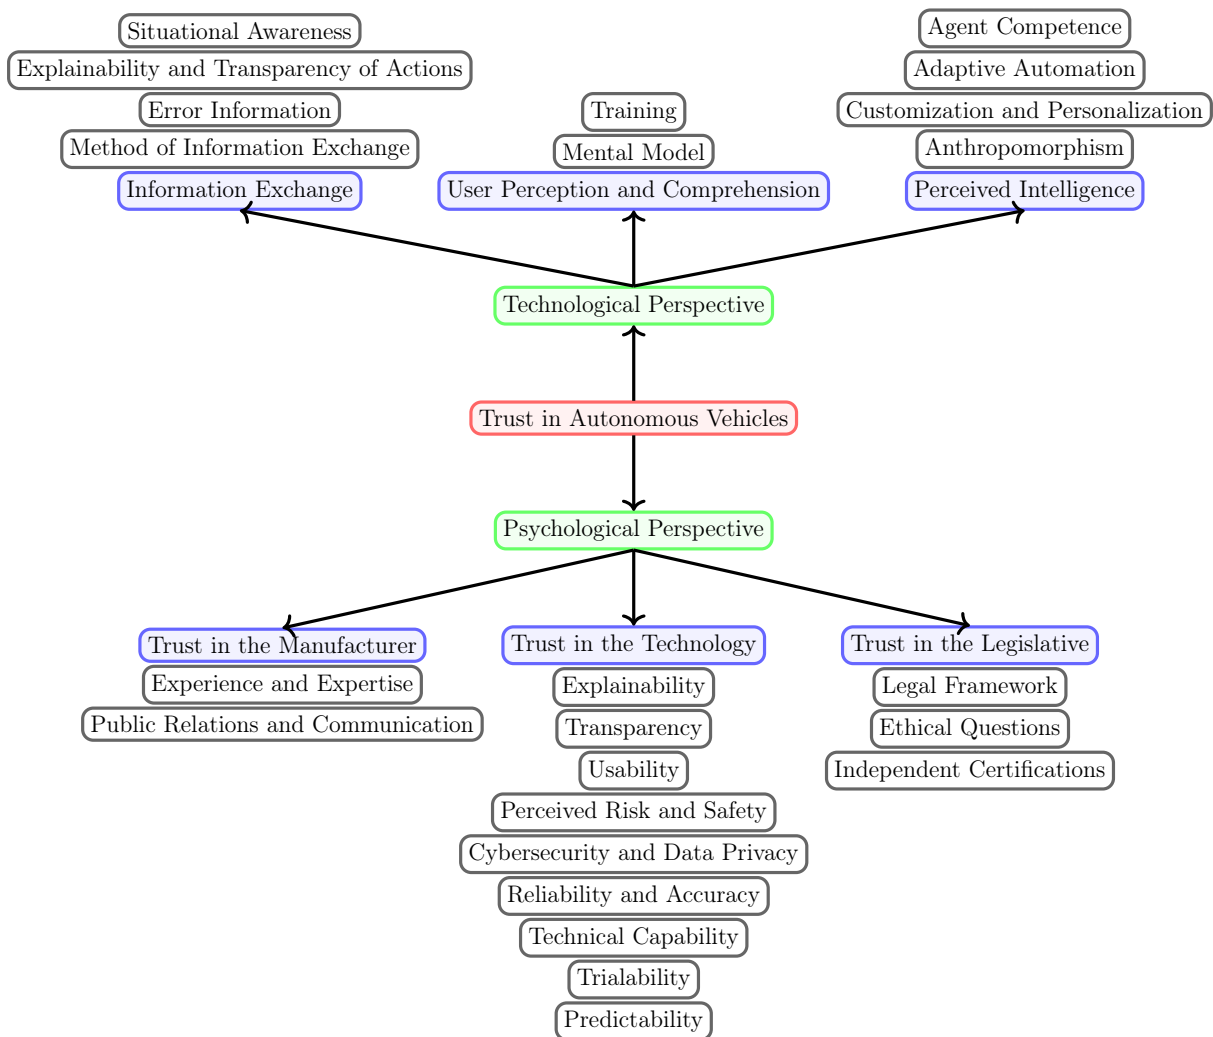 Situational Awareness
Explainability and Transparency of Actions
Error Information
Method of Information Exchange
Information Exchange
Training
Mental Model
User Perception and Comprehension
Agent Competence
Adaptive Automation
Customization and Personalization
Anthropomorphism
Perceived Intelligence
Technological Perspective
Trust in Autonomous Vehicles
Psychological Perspective
Trust in the Manufacturer
Experience and Expertise
Public Relations and Communication
Trust in the Technology
Explainability
Transparency
Usability
Perceived Risk and Safety
Cybersecurity and Data Privacy
Reliability and Accuracy
Technical Capability
Trialability
Predictability
Trust in the Legislative
Legal Framework
Ethical Questions
Independent Certifications